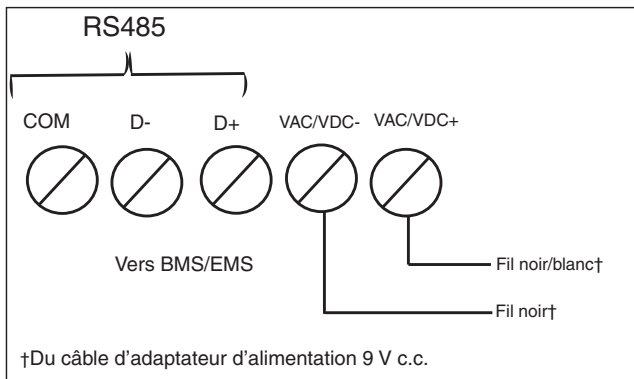 RS485
COM D- D+ VAC/VDC- VAC/VDC+
Vers BMS/EMS
Fil noir/blanc†
Fil noir†
†Du câble d'adaptateur d'alimentation 9 V c.c.